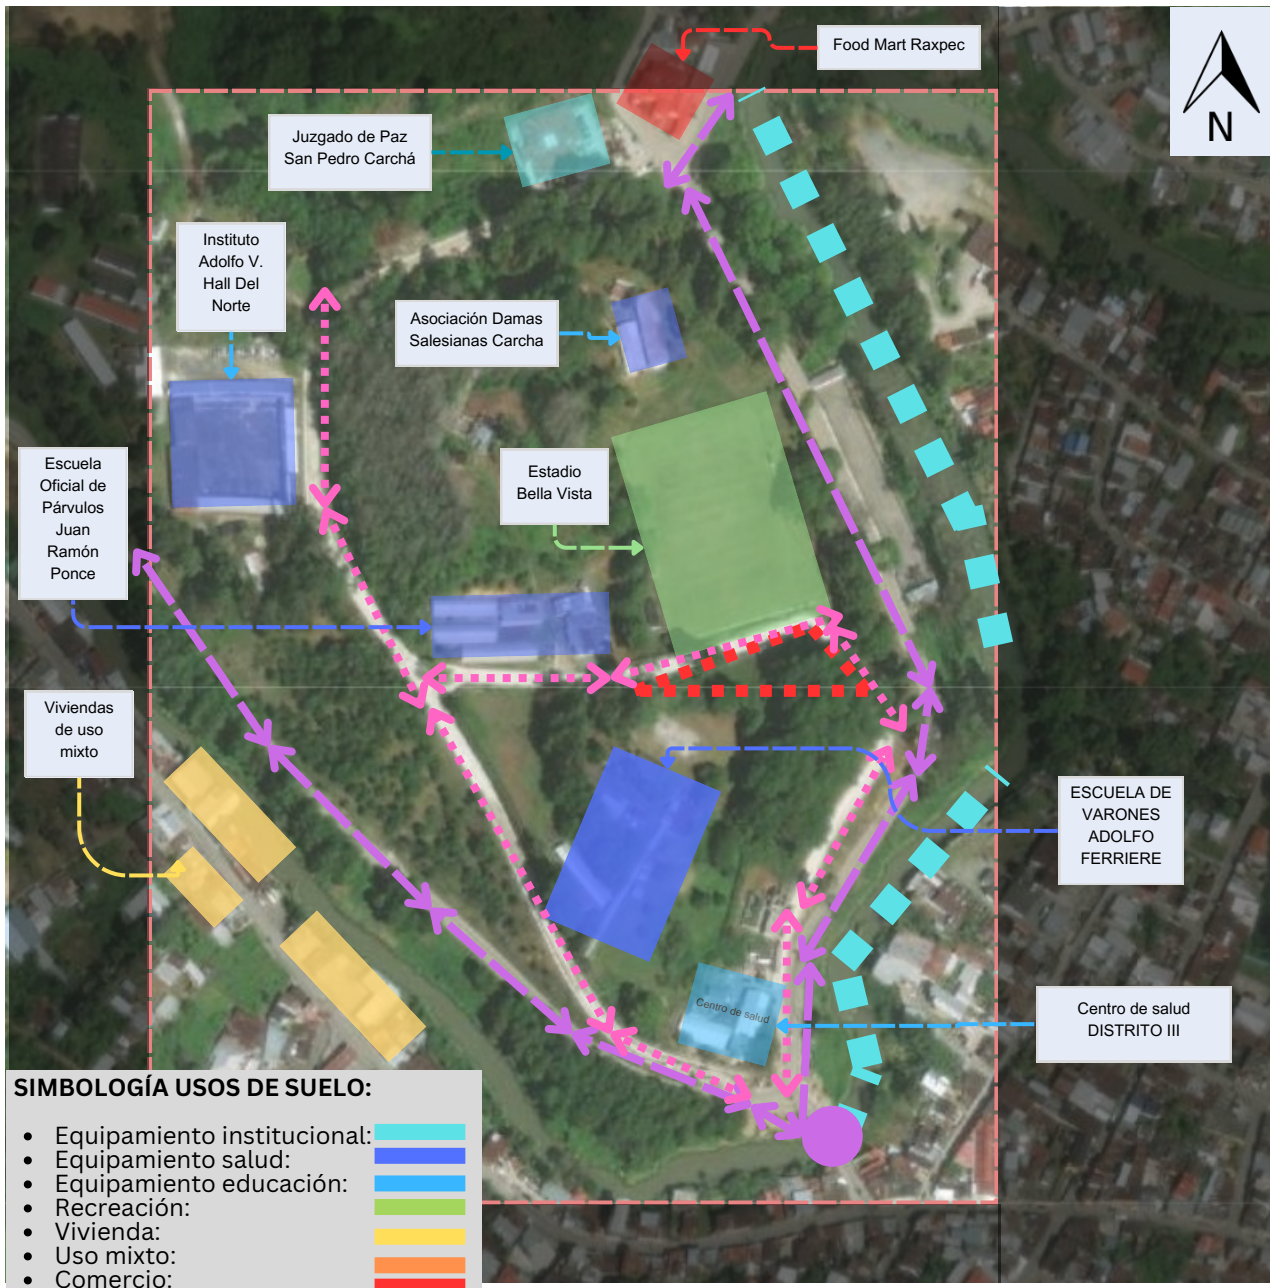 Food Mart Raxpec
N
Juzgado de Paz
San Pedro Carchá
Instituto
Adolfo V.
Hall Del
Norte
Asociación Damas
Salesianas Carcha
Escuela
Oficial de
Párvulos
Juan
Ramón
Ponce
Estadio
Bella Vista
Viviendas
de uso
mixto
ESCUELA DE
VARONES
ADOLFO
FERRIERE
Centro de salud
Centro de salud
DISTRITO III
SIMBOLOGÍA USOS DE SUELO:
• Equipamiento institucional:
• Equipamiento salud:
• Equipamiento educación:
• Recreación:
• Vivienda:
• Uso mixto:
• Comercio: